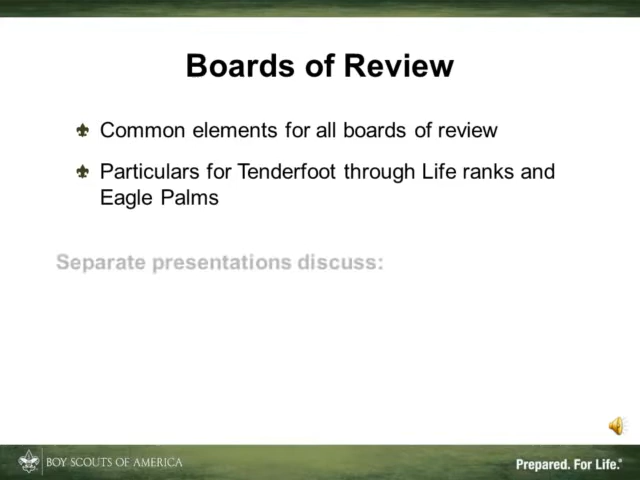 Boards of Review
Common elements for all boards of review
Particulars for Tenderfoot through Life ranks and
Eagle Palms
Separate presentations discuss:
BOY SCOUTS OF AMERICA
Prepared. For Life.®